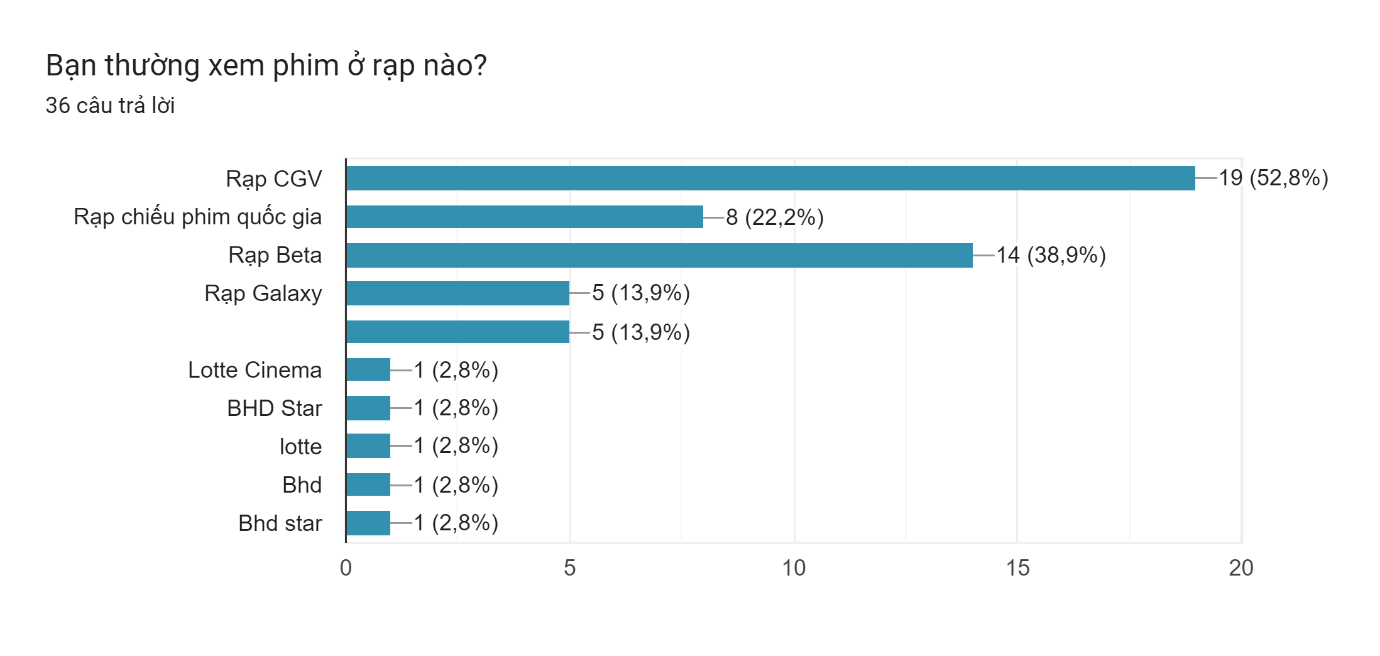 Bạn thường xem phim ở rạp nào?
36 câu trả lời
Rạp CGV 19 (52,8%)
Rạp chiếu phim quốc gia 8 (22,2%)
Rạp Beta 14 (38,9%)
Rạp Galaxy 5 (13,9%)
5 (13,9%)
Lotte Cinema 1 (2,8%)
BHD Star 1 (2,8%)
lotte 1 (2,8%)
Bhd 1 (2,8%)
Bhd star 1 (2,8%)
0 5 10 15 20